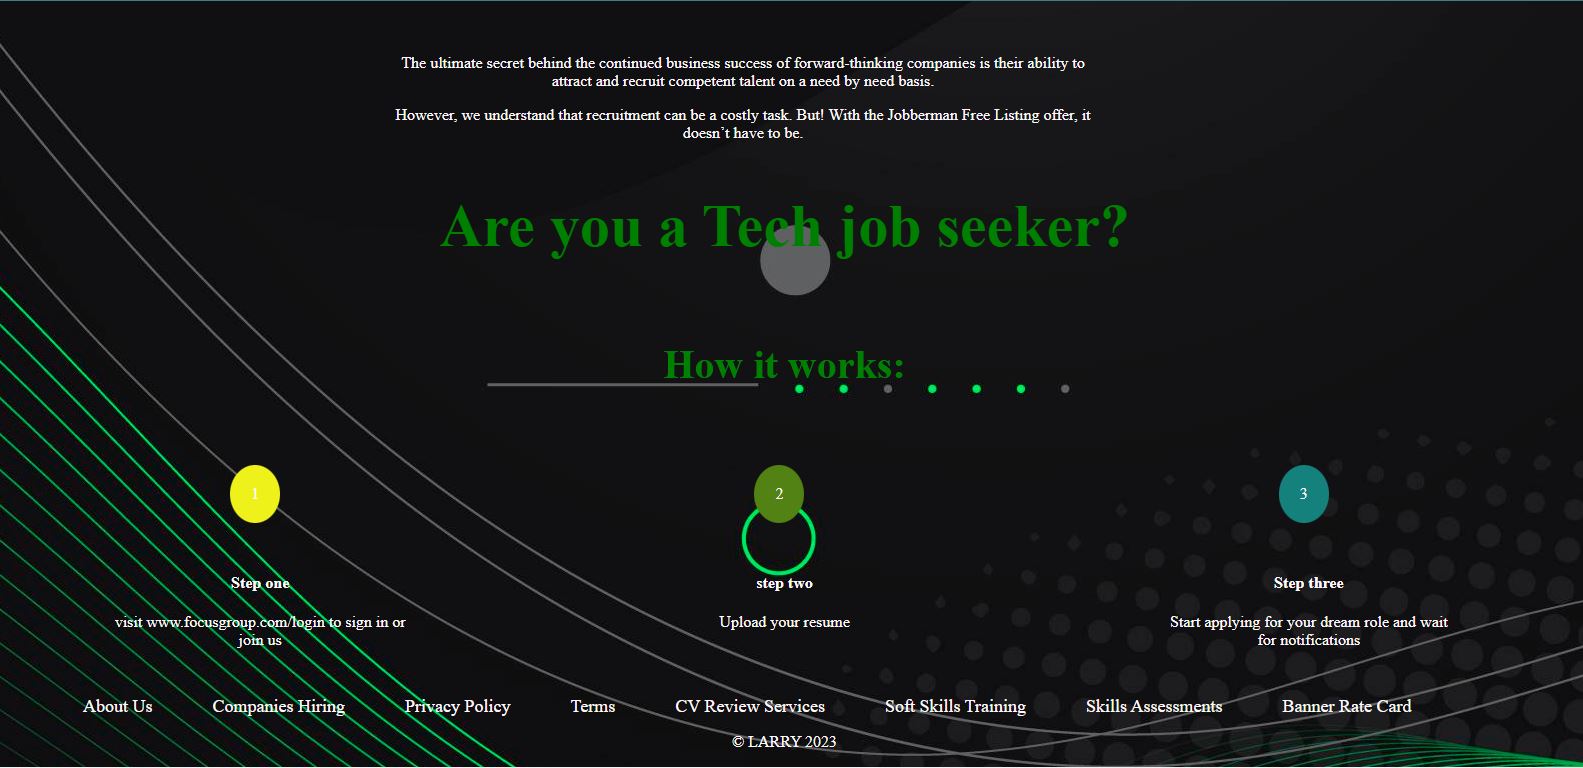 The ultimate secret behind the continued business success of forward-thinking companies is their ability to
attract and recruit competent talent on a need by need basis.
However, we understand that recruitment can be a costly task. But! With the Jobberman Free Listing offer, it
doesn’t have to be.
Are you a Tech job seeker?
How it works:
1
2
3
Step one
step two
Step three
visit www.focusgroup.com/login to sign in or
join us
Upload your resume
Start applying for your dream role and wait
for notifications
About Us Companies Hiring Privacy Policy Terms CV Review Services Soft Skills Training Skills Assessments Banner Rate Card
© LARRY 2023